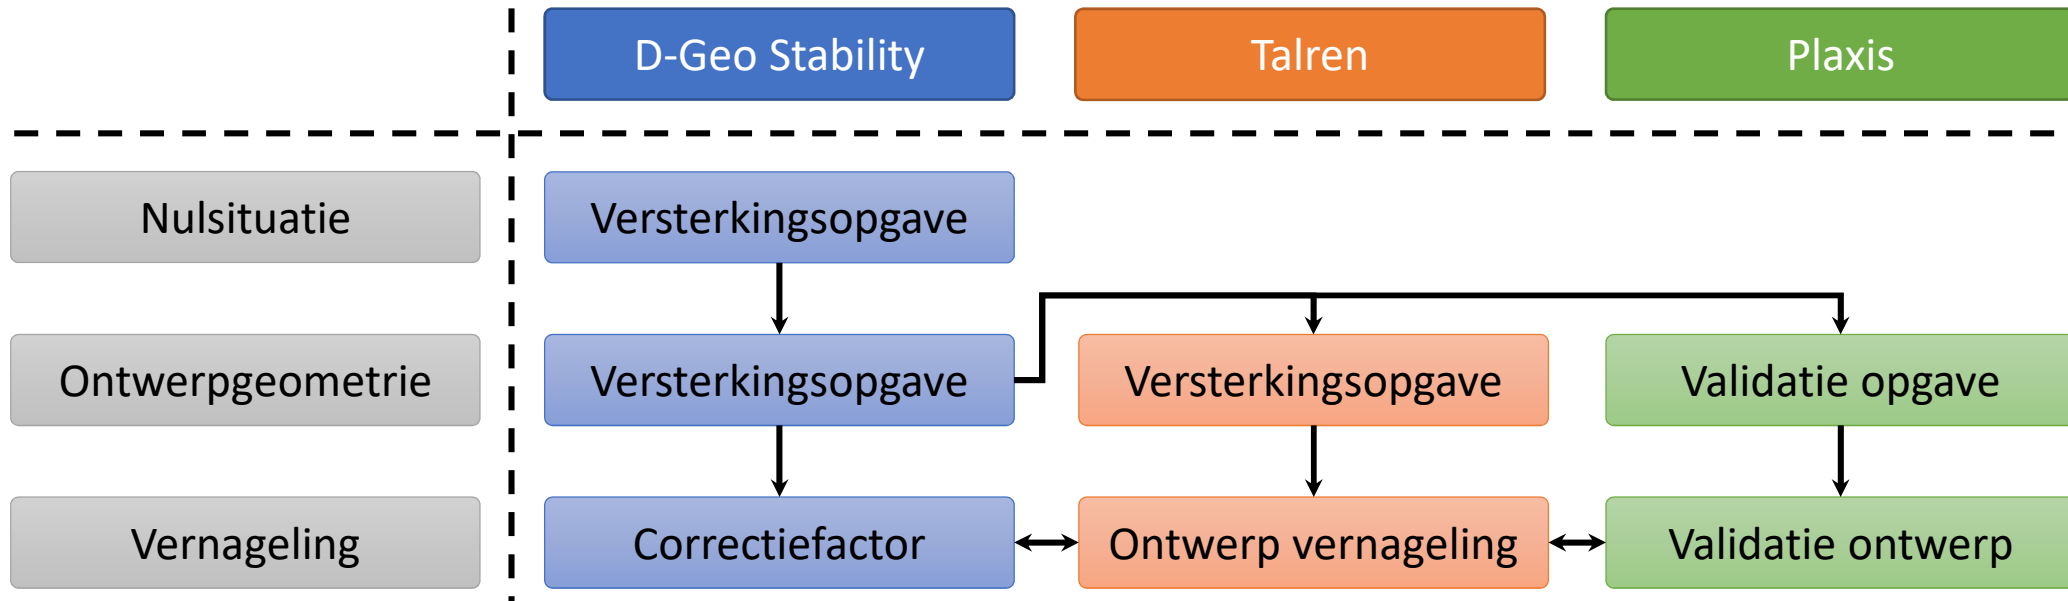 D-Geo Stability
Talren
Plaxis
Nulsituatie
Versterkingsopgave
Ontwerpgeometrie
Versterkingsopgave
Versterkingsopgave
Validatie opgave
Vernageling
Correctiefactor
Ontwerp vernageling
Validatie ontwerp